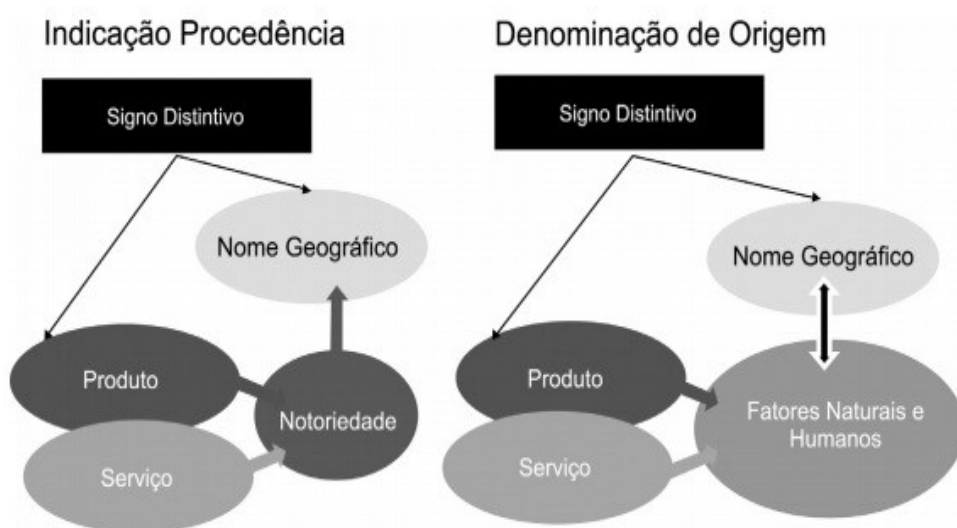 Indicação Procedência
Signo Distintivo
Nome Geográfico
Produto
Notoriedade
Serviço
Denominação de Origem
Signo Distintivo
Nome Geográfico
Produto
Fatores Naturais e
Humanos
Serviço